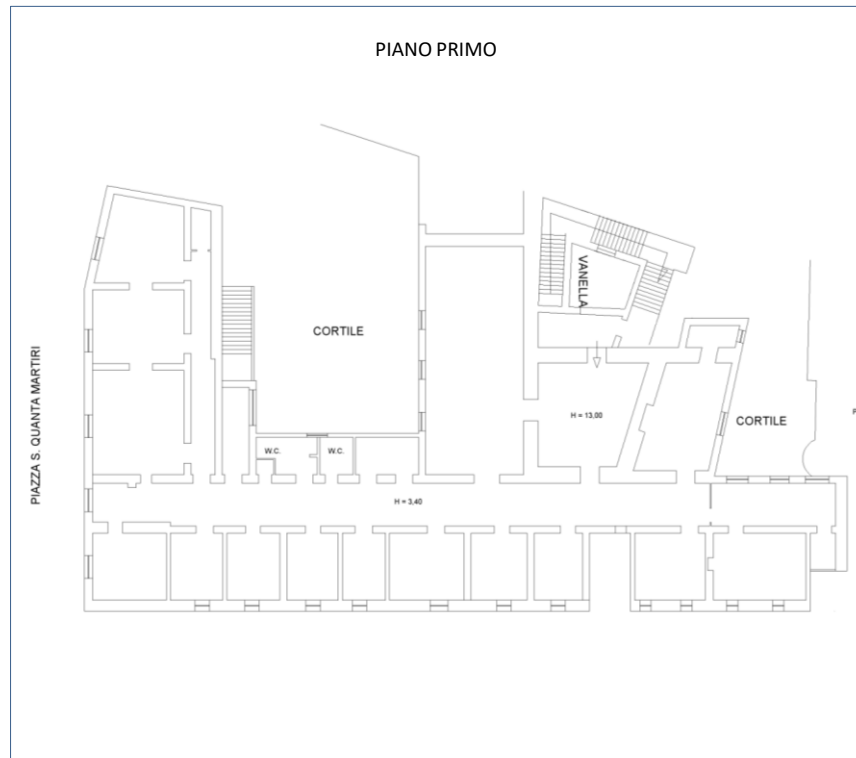 PIANO PRIMO
VANELLA
CORTILE
PIAZZA S. QUANTA MARTIRI
H = 13,00
CORTILE
P
W.C.
W.C.
H = 3,40